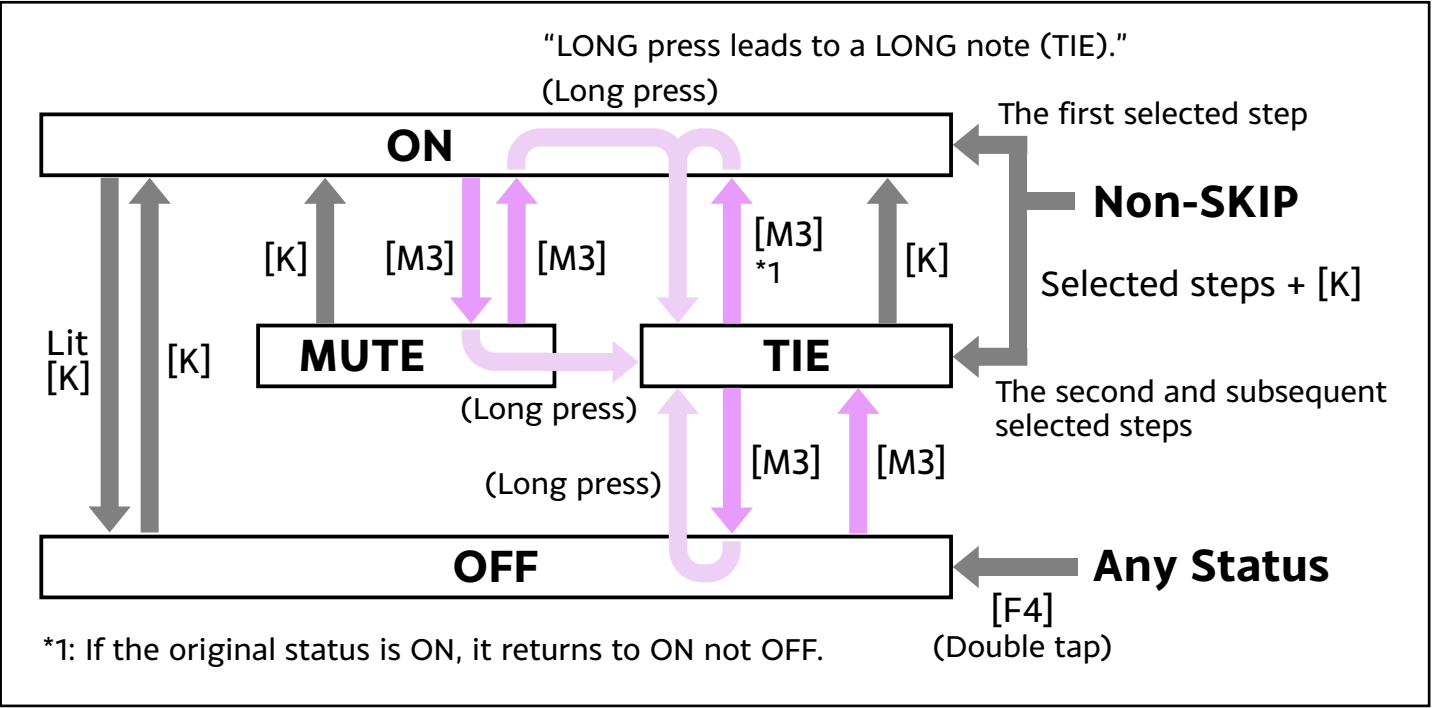 “LONG press leads to a LONG note (TIE).”
(Long press)
The first selected step
ON
Non-SKIP
[K]
[M3]
[M3]
[M3]
*1
[K]
Selected steps + [K]
Lit
[K]
[K]
MUTE
TIE
(Long press)
The second and subsequent
selected steps
(Long press)
[M3]
[M3]
OFF
Any Status
[F4]
(Double tap)
*1: If the original status is ON, it returns to ON not OFF.